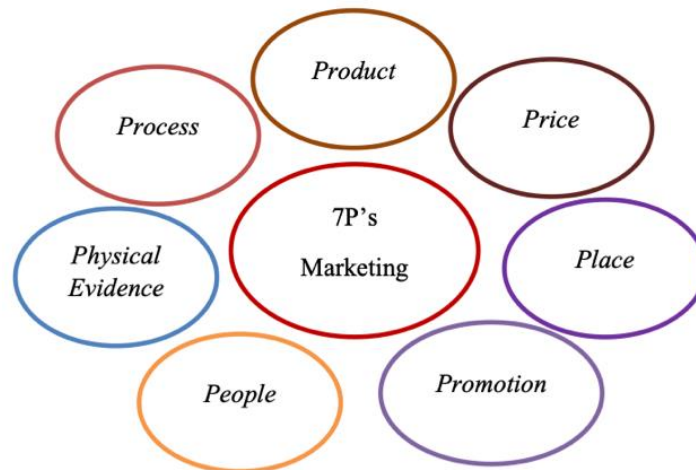 Product
Process
Price
7P's
Marketing
Physical
Evidence
Place
People
Promotion